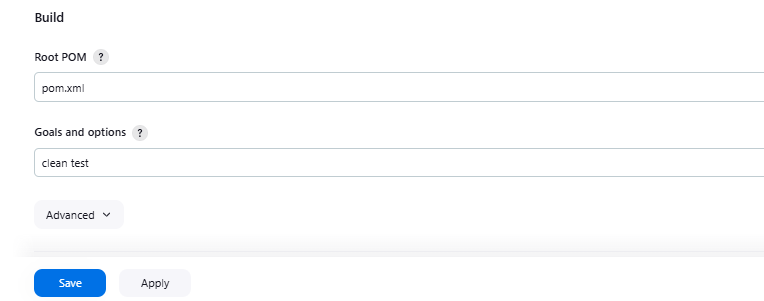 Build
Root POM ?
pom.xml
Goals and options ?
clean test
Advanced
Save Apply